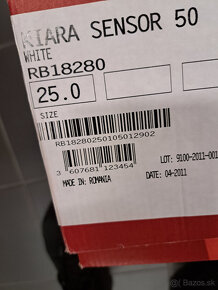 KIARA SENSOR 50
WHITE
RB18280
25.0
SIZE
RB18280250105012902
3 607681 123454
MADE IN: ROMANIA
LOT: 9100-2011-001
DATE: 04-2011
bazos.sk